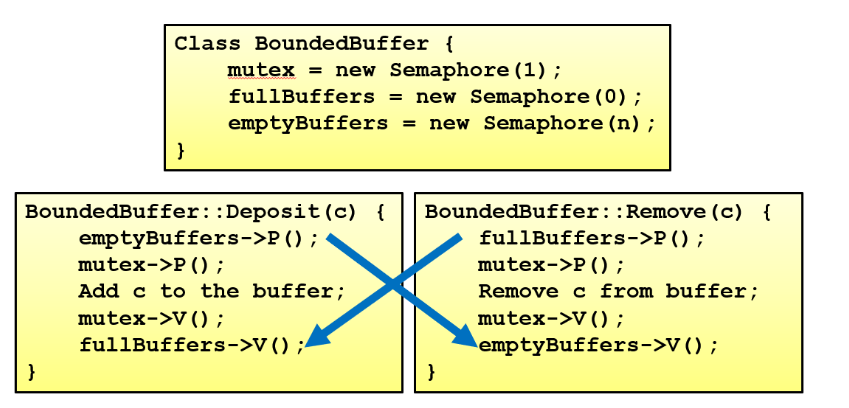 Class BoundedBuffer {
mutex = new Semaphore(1);
fullBuffers = new Semaphore(0);
emptyBuffers = new Semaphore(n);
}
BoundedBuffer::Deposit(c) {
emptyBuffers->P();
mutex->P();
Add c to the buffer;
mutex->V();
fullBuffers->V();
}
BoundedBuffer::Remove(c) {
fullBuffers->P();
mutex->P();
Remove c from buffer;
mutex->V();
emptyBuffers->V();
}